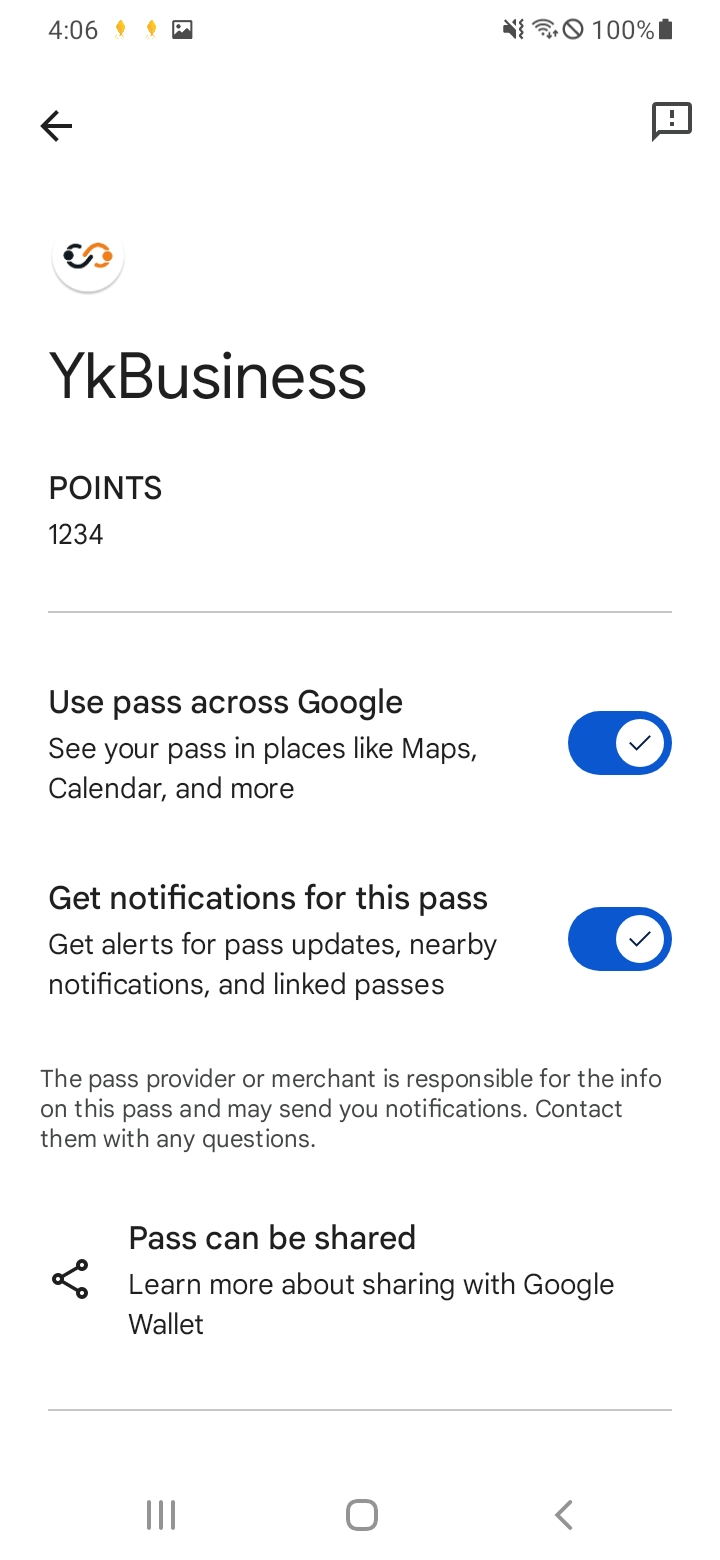 4:06
100%
YkBusiness
POINTS
1234
Use pass across Google
See your pass in places like Maps,
Calendar, and more
Get notifications for this pass
Get alerts for pass updates, nearby
notifications, and linked passes
The pass provider or merchant is responsible for the info
on this pass and may send you notifications. Contact
them with any questions.
Pass can be shared
Learn more about sharing with Google
Wallet